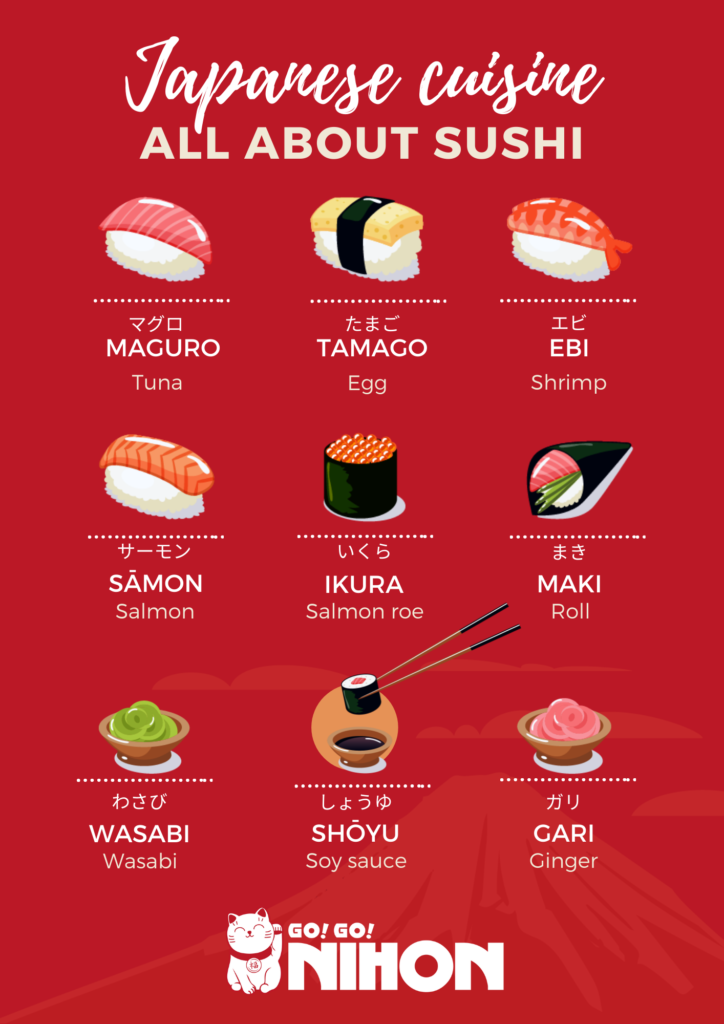 Japanese cuisine
ALL ABOUT SUSHI
マグロ
MAGURO
Tuna
たまご
TAMAGO
Egg
エビ
EBI
Shrimp
サーモン
SĀMON
Salmon
いくら
IKURA
Salmon roe
まき
MAKI
Roll
わさび
WASABI
Wasabi
しょうゆ
SHŌYU
Soy sauce
ガリ
GARI
Ginger
GO! GO!
NIHON